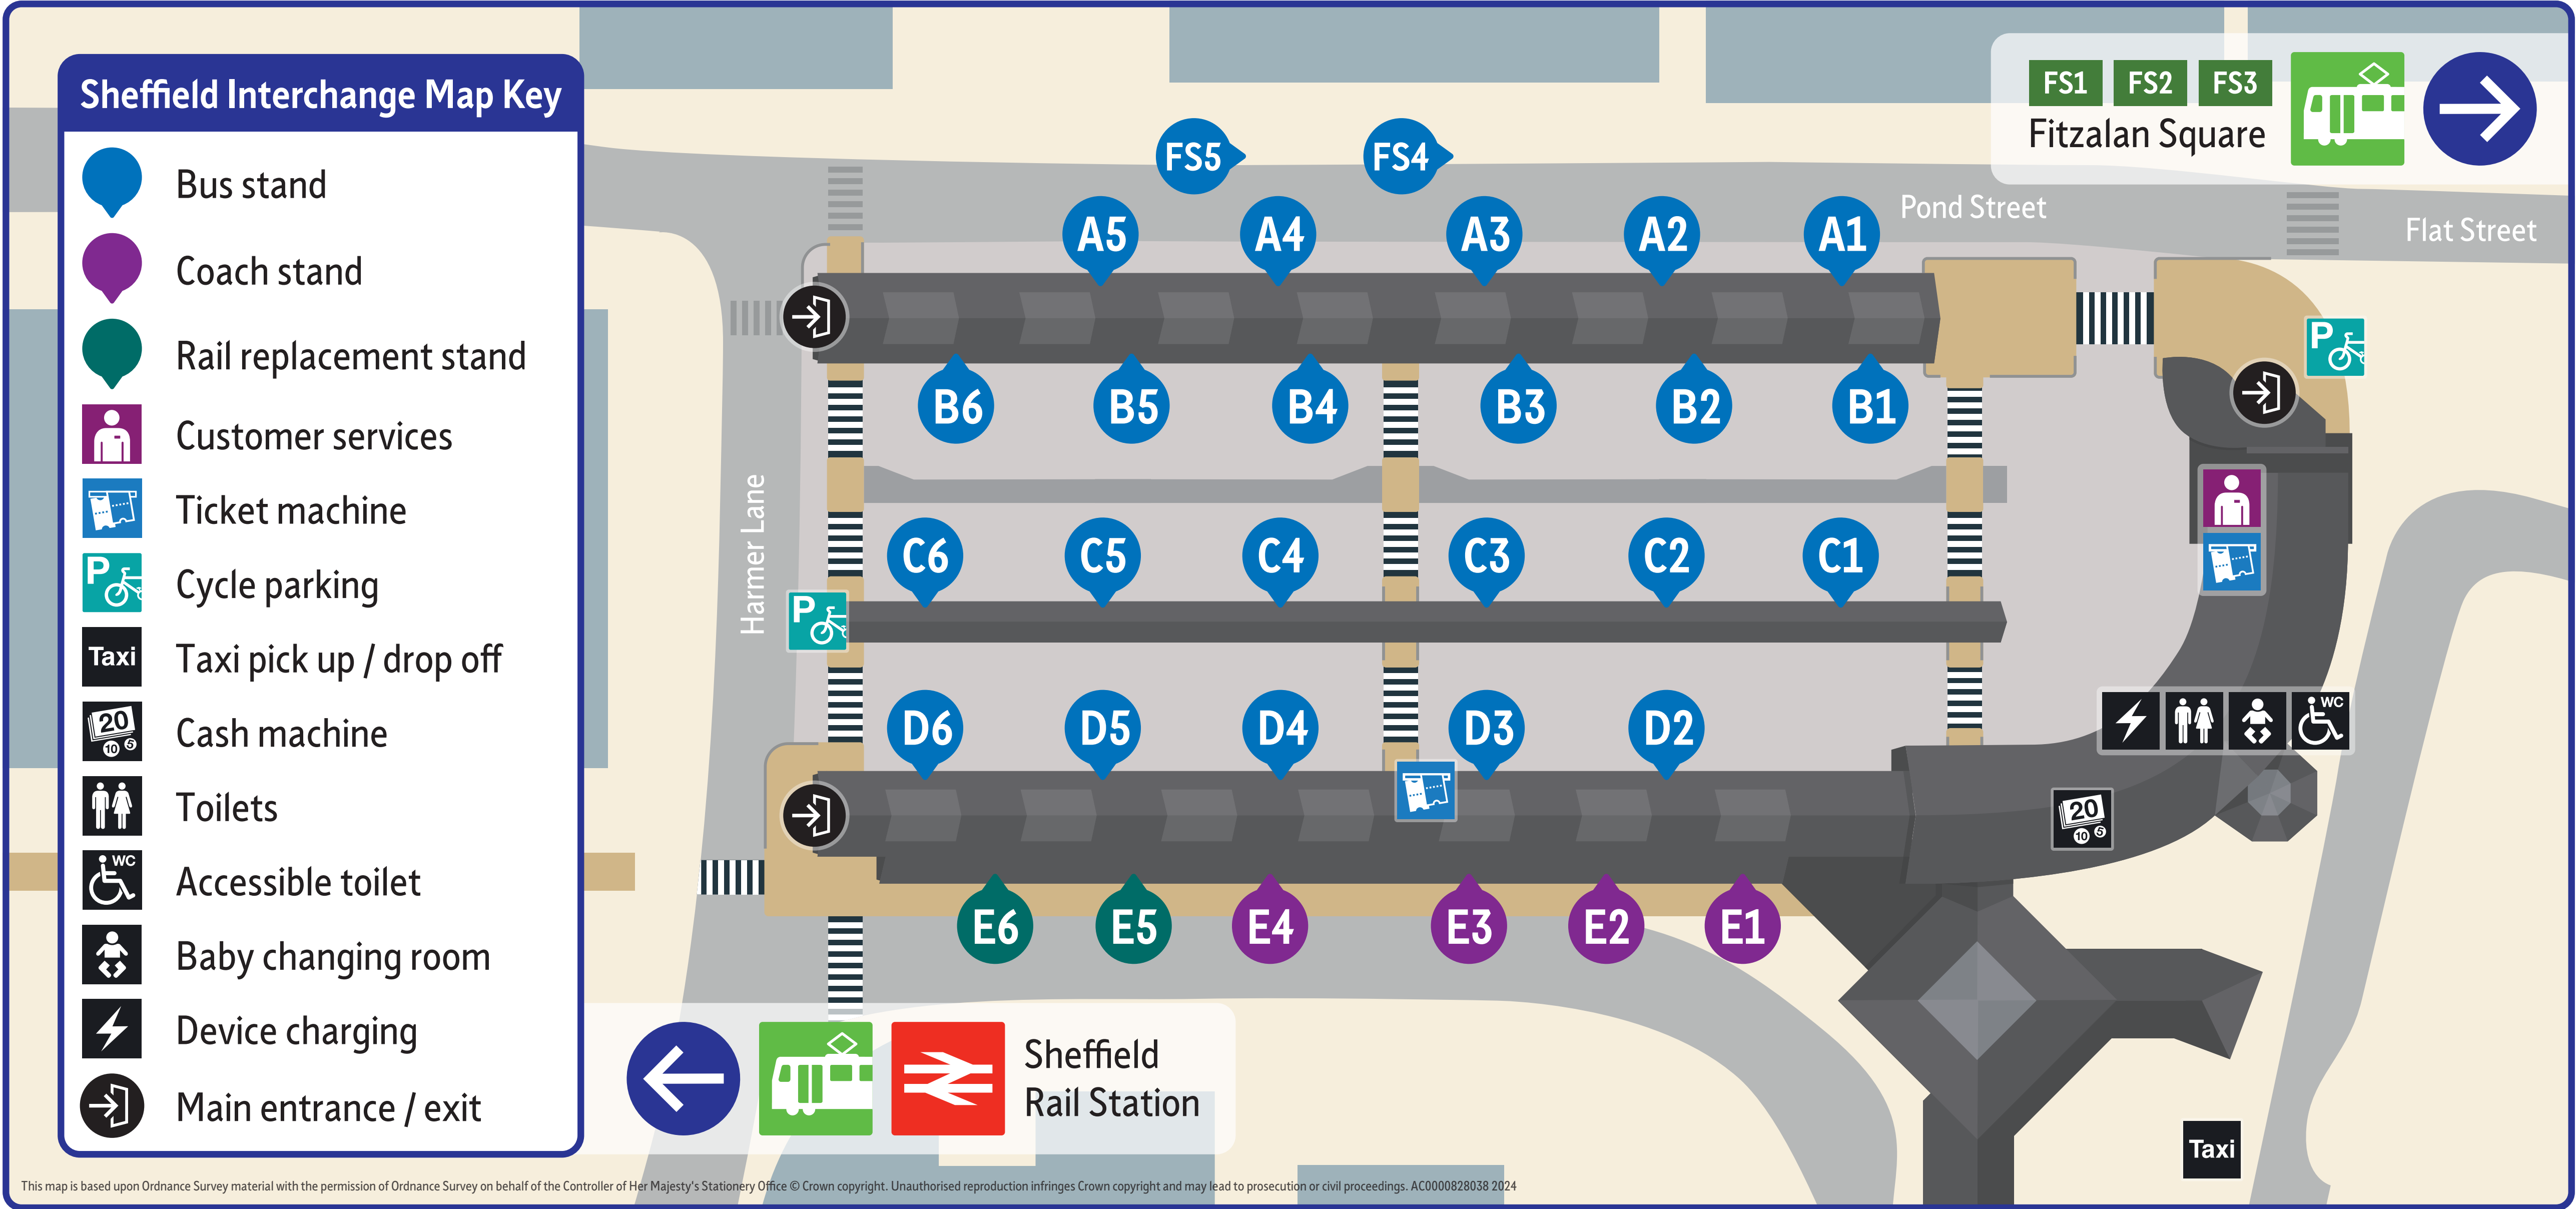 Sheffield Interchange Map Key
Bus stand
Coach stand
Rail replacement stand
Customer services
Ticket machine
P
Cycle parking
Taxi
Taxi pick up / drop off
20
10 5
Cash machine
Toilets
WC
Accessible toilet
Baby changing room
Device charging
Main entrance / exit
FS1 FS2 FS3
Fitzalan Square
FS5 FS4
Pond Street
Flat Street
A5 A4 A3 A2 A1
P
B6 B5 B4 B3 B2 B1
Harmer Lane
C6 C5 C4 C3 C2 C1
P
D6 D5 D4 D3 D2
WC
20
10 5
E6 E5 E4 E3 E2 E1
Sheffield
Rail Station
Taxi
This map is based upon Ordnance Survey material with the permission of Ordnance Survey on behalf of the Controller of Her Majesty's Stationery Office © Crown copyright. Unauthorised reproduction infringes Crown copyright and may lead to prosecution or civil proceedings. AC0000828038 2024